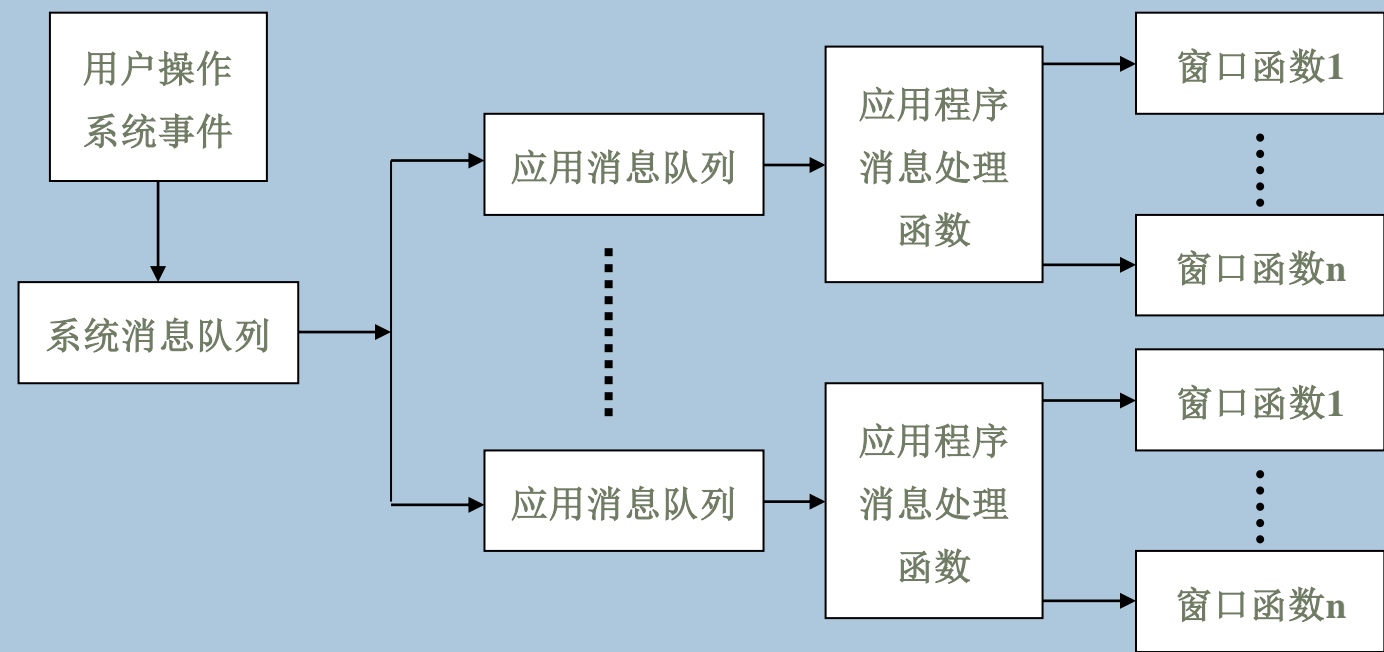 用户操作
系统事件
系统消息队列
应用消息队列
应用程序
消息处理
函数
窗口函数1
窗口函数n
应用消息队列
应用程序
消息处理
函数
窗口函数1
窗口函数n